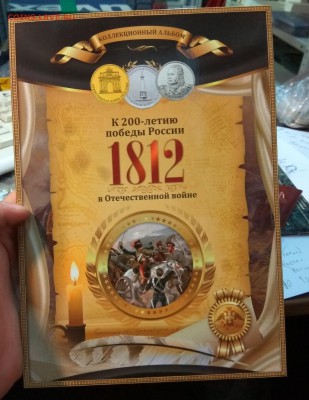 КОЛЛЕКЦИОННЫЙ АЛЬБОМ
К 200-летию
победы России
1812
в Отечественной войне